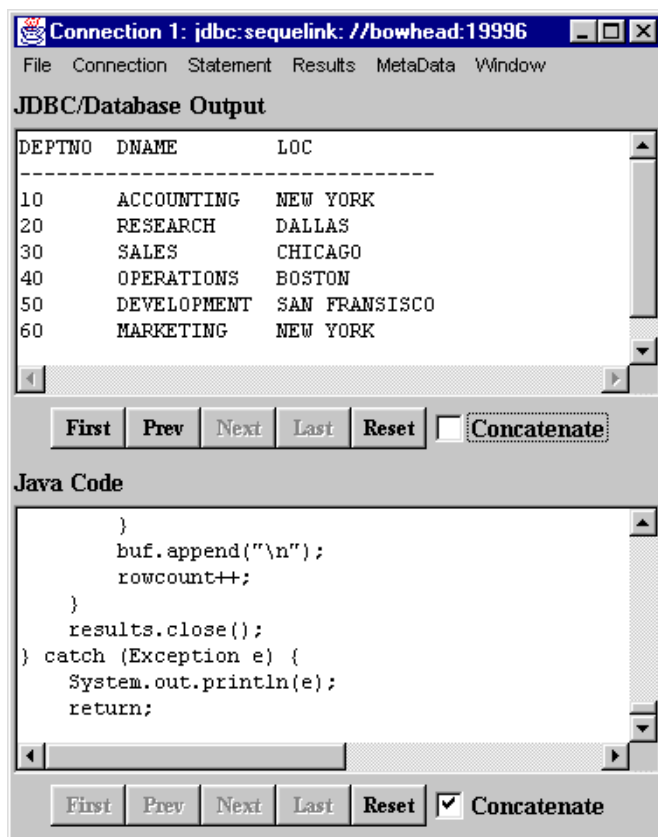 Connection 1: jdbc:sequelink: //bowhead:19996
File Connection Statement Results MetaData Window
JDBC/Database Output
DEPTNO DNAME LOC
-----------------------------------
10 ACCOUNTING NEW YORK
20 RESEARCH DALLAS
30 SALES CHICAGO
40 OPERATIONS BOSTON
50 DEVELOPMENT SAN FRANSISCO
60 MARKETING NEW YORK
First Prev Next Last Reset Concatenate
Java Code
}
buf.append("\n");
rowcount++;
}
results.close();
} catch (Exception e) {
System.out.println(e);
return;
First Prev Next Last Reset Concatenate